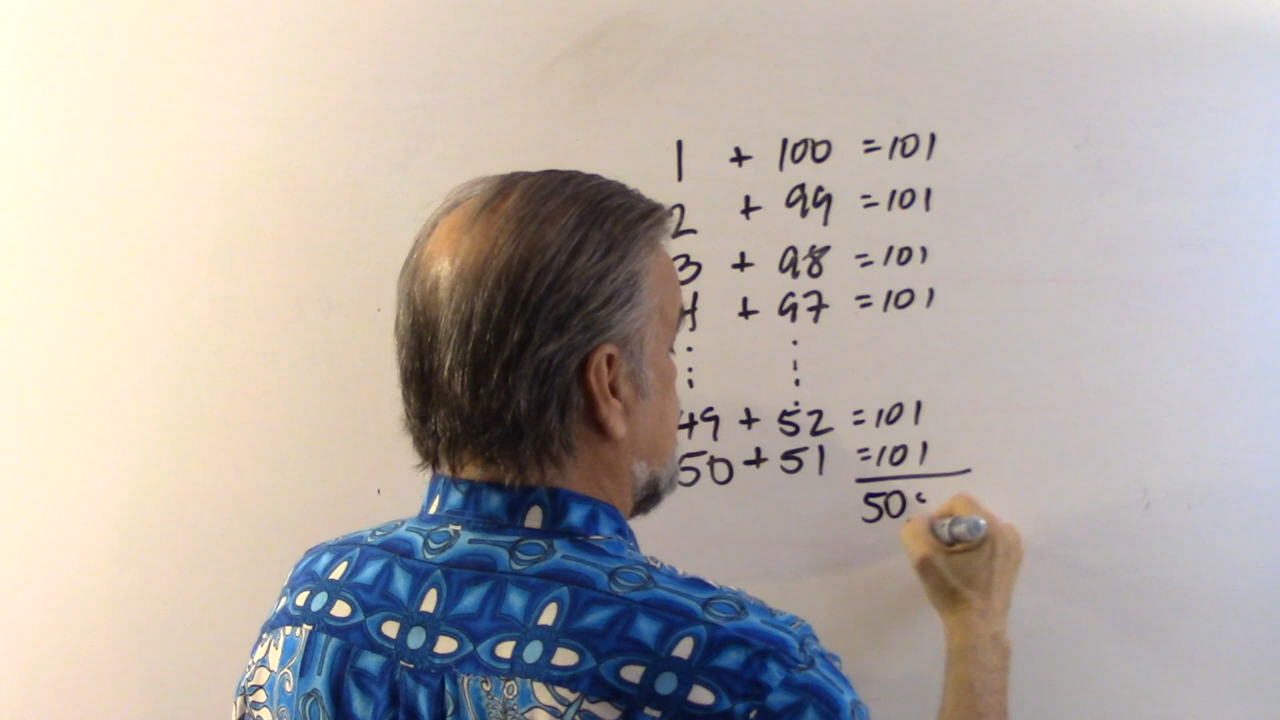 1 + 100 = 101
2 + 99 = 101
3 + 98 = 101
4 + 97 = 101
⋮ ⋮
49 + 52 = 101
50 + 51 = 101
50